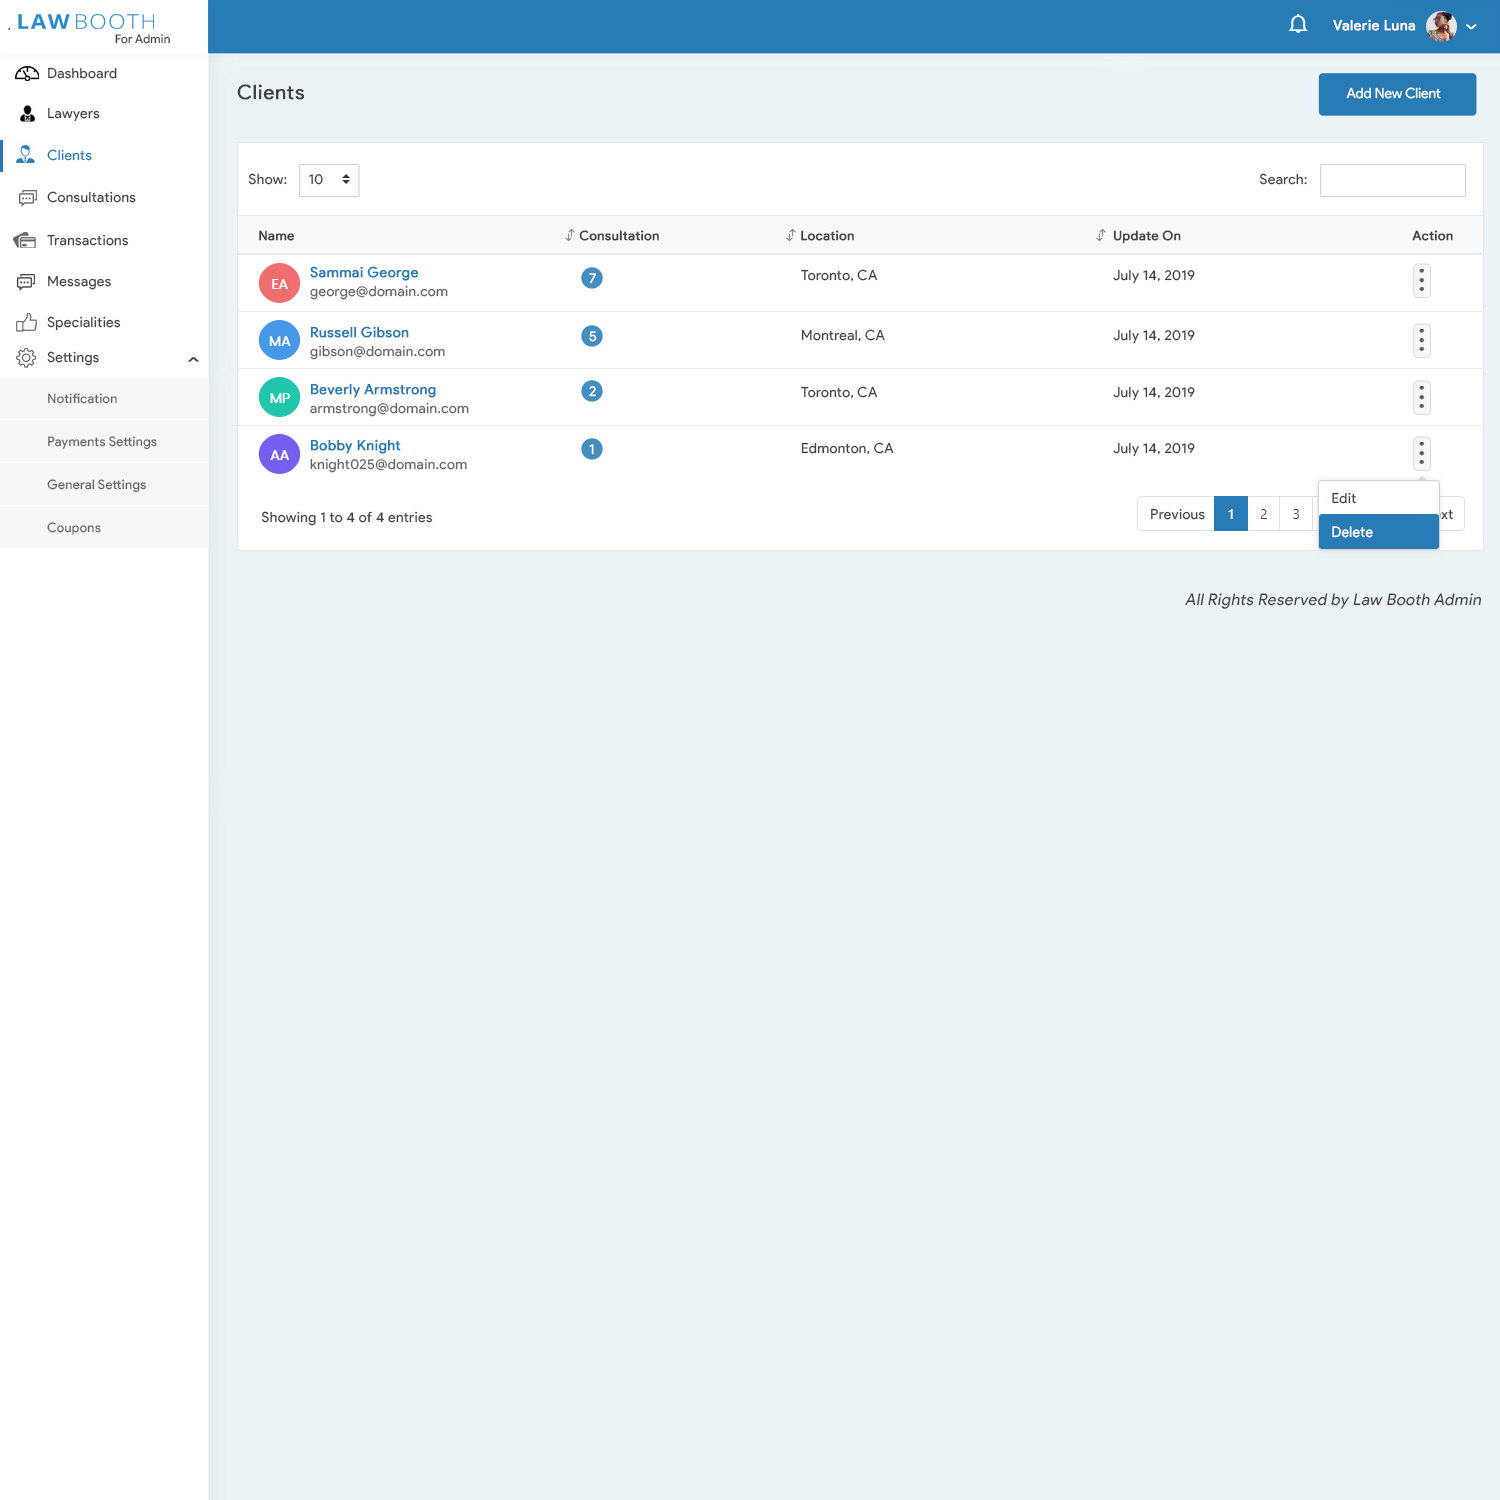 LAWBOOTH
For Admin
Valerie Luna
Dashboard
Lawyers
Clients
Consultations
Transactions
Messages
Specialities
Settings
Notification
Payments Settings
General Settings
Coupons
Clients
Add New Client
Show: 10
Search:
Name Consultation Location Update On Action
EA Sammai George 7 Toronto, CA July 14, 2019
george@domain.com
MA Russell Gibson 5 Montreal, CA July 14, 2019
gibson@domain.com
MP Beverly Armstrong 2 Toronto, CA July 14, 2019
armstrong@domain.com
AA Bobby Knight 1 Edmonton, CA July 14, 2019
knight025@domain.com
Edit
Delete
Showing 1 to 4 of 4 entries
Previous 1 2 3 xt
All Rights Reserved by Law Booth Admin